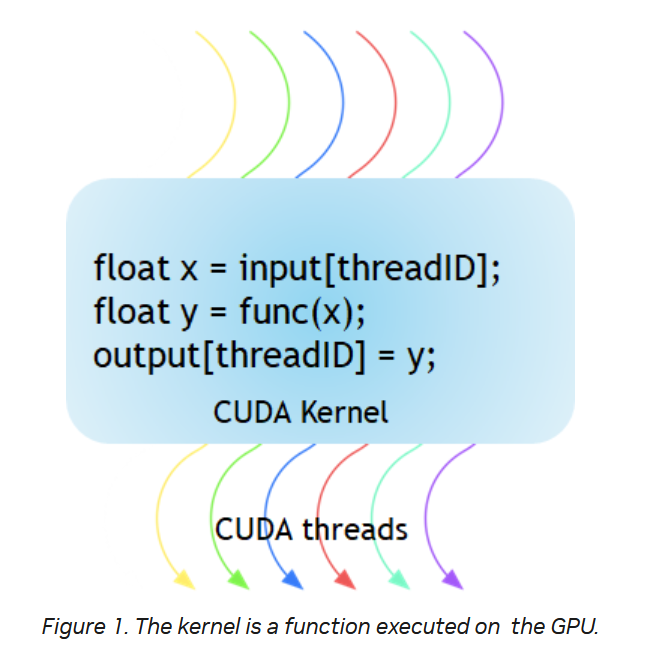 float x = input[threadID];
float y = func(x);
output[threadID] = y;
CUDA Kernel
CUDA threads
Figure 1. The kernel is a function executed on the GPU.